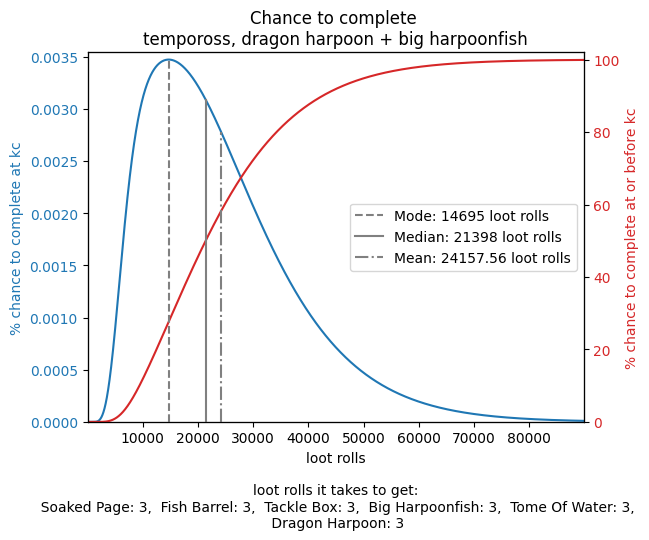 Chance to complete
tempoross, dragon harpoon + big harpoonfish
% chance to complete at kc
0.0035
0.0030
0.0025
0.0020
0.0015
0.0010
0.0005
0.0000
100
80
60
40
20
0
% chance to complete at or before kc
Mode: 14695 loot rolls
Median: 21398 loot rolls
Mean: 24157.56 loot rolls
10000 20000 30000 40000 50000 60000 70000 80000
loot rolls
loot rolls it takes to get:
Soaked Page: 3, Fish Barrel: 3, Tackle Box: 3, Big Harpoonfish: 3, Tome Of Water: 3,
Dragon Harpoon: 3